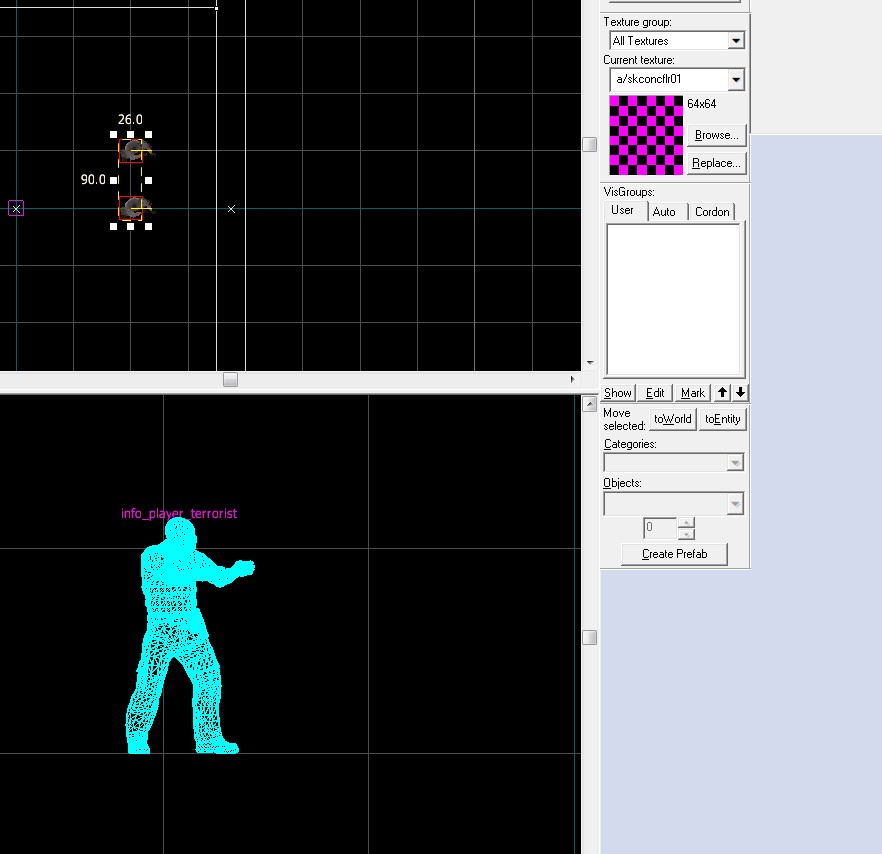 Texture group:
All Textures
Current texture:
a/skconcflr01
64x64
Browse...
Replace...
VisGroups:
User Auto Cordon
Show Edit Mark
Move
selected:
toWorld toEntity
Categories:
Objects:
0
Create Prefab
26.0
90.0
info_player_terrorist